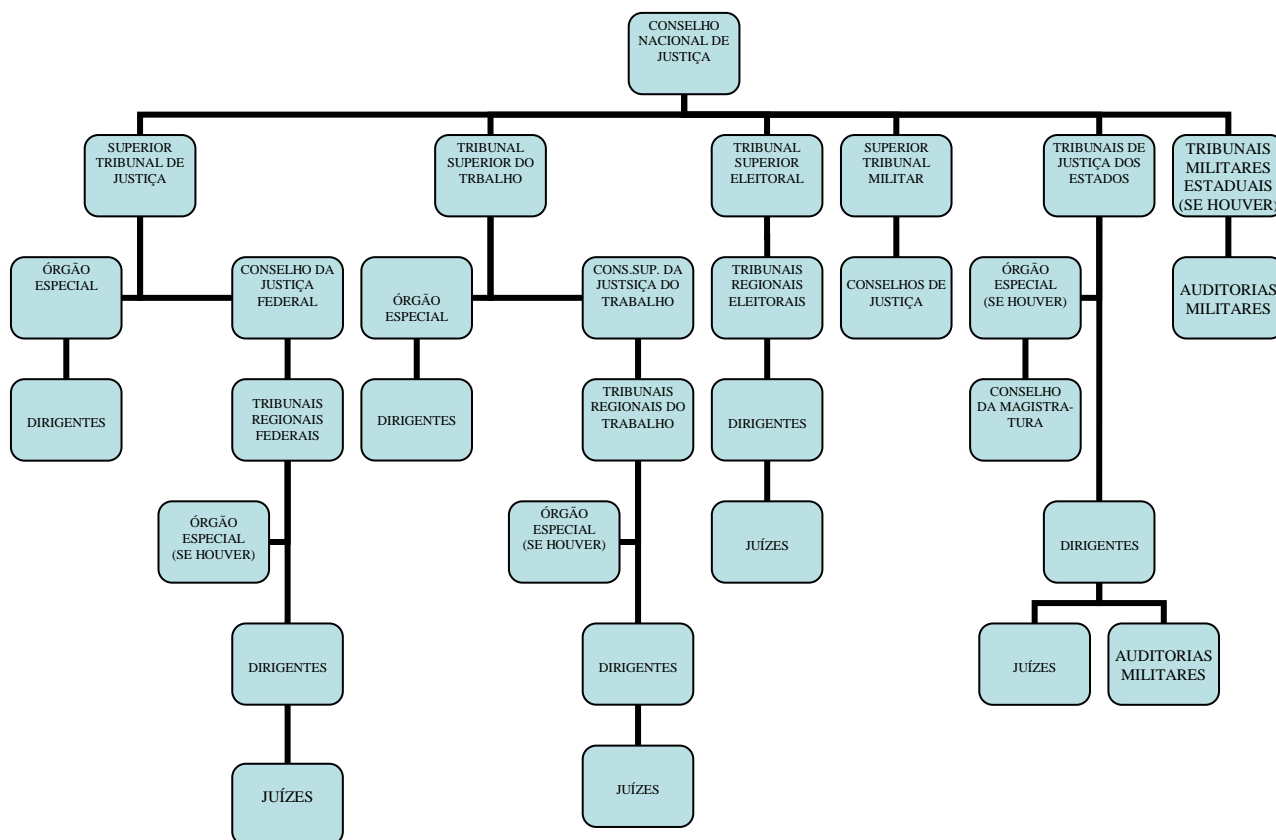 CONSELHO
NACIONAL DE
JUSTIÇA
SUPERIOR
TRIBUNAL DE
JUSTIÇA
TRIBUNAL
SUPERIOR DO
TRBALHO
TRIBUNAL
SUPERIOR
ELEITORAL
SUPERIOR
TRIBUNAL
MILITAR
TRIBUNAIS DE
JUSTIÇA DOS
ESTADOS
TRIBUNAIS
MILITARES
ESTADUAIS
(SE HOUVER)
ÓRGÃO
ESPECIAL
CONSELHO DA
JUSTIÇA
FEDERAL
ÓRGÃO
ESPECIAL
CONS.SUP. DA
JUSTSIÇA DO
TRABALHO
TRIBUNAIS
REGIONAIS
ELEITORAIS
CONSELHOS DE
JUSTIÇA
ÓRGÃO
ESPECIAL
(SE HOUVER)
AUDITORIAS
MILITARES
DIRIGENTES
TRIBUNAIS
REGIONAIS
FEDERAIS
DIRIGENTES
TRIBUNAIS
REGIONAIS DO
TRABALHO
DIRIGENTES
CONSELHO
DA MAGISTRA-
TURA
ÓRGÃO
ESPECIAL
(SE HOUVER)
ÓRGÃO
ESPECIAL
(SE HOUVER)
JUÍZES
DIRIGENTES
DIRIGENTES
DIRIGENTES
JUÍZES
AUDITORIAS
MILITARES
JUÍZES
JUÍZES